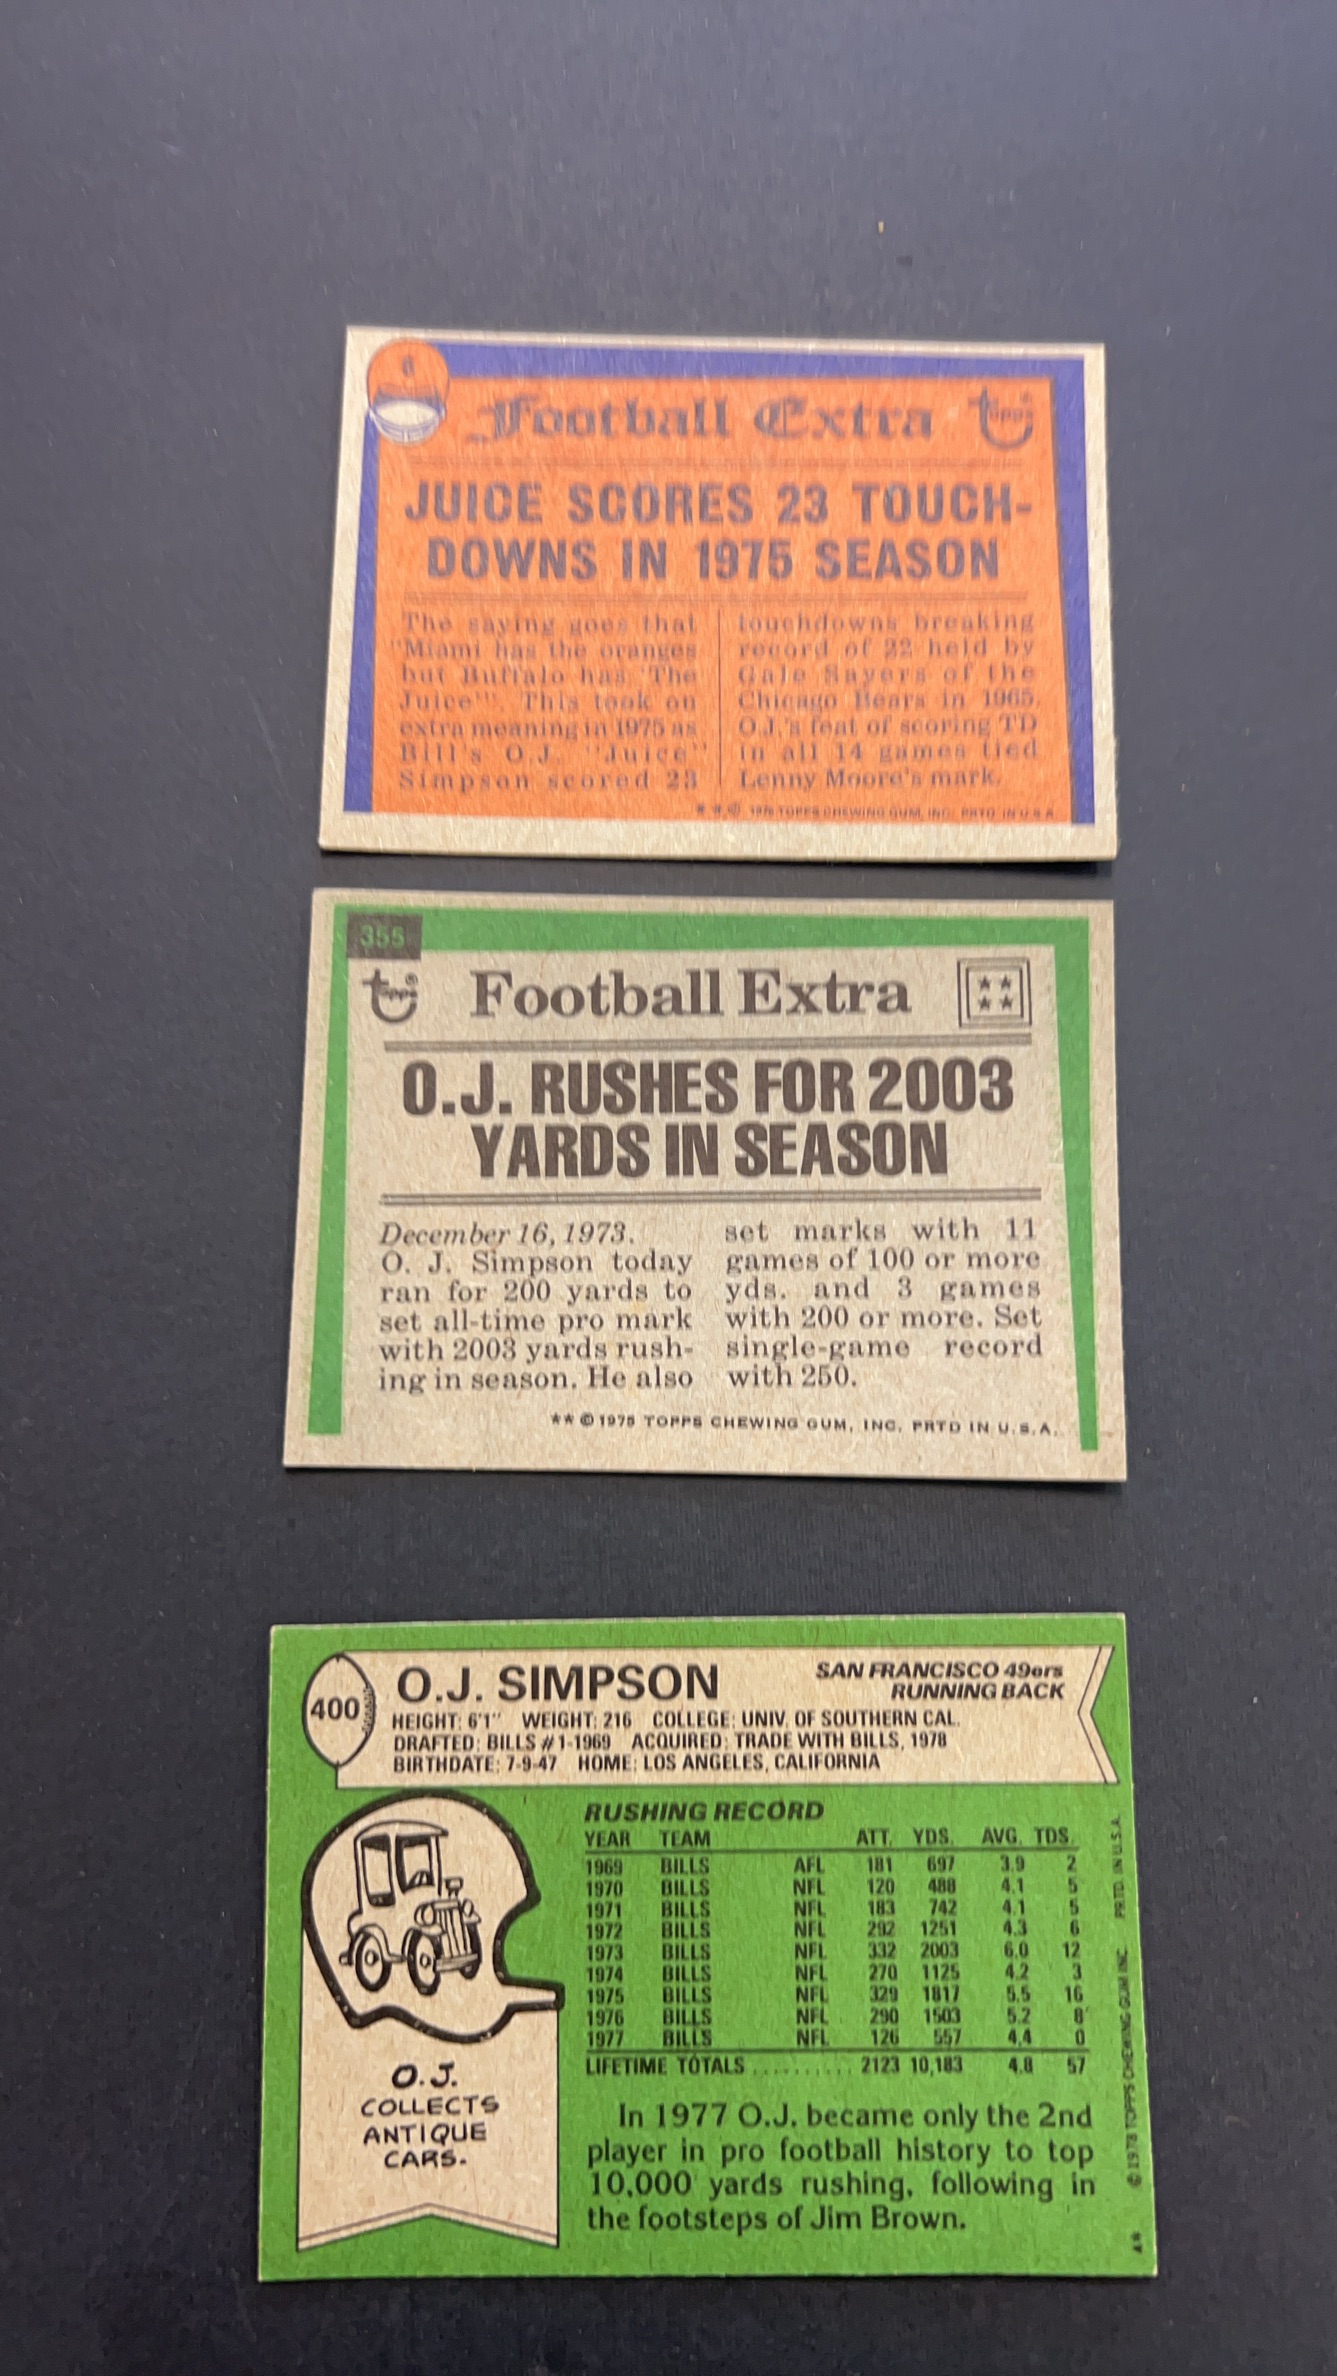 6
Football Extra
topps
JUICE SCORES 23 TOUCH-
DOWNS IN 1975 SEASON
The saying goes that
"Miami has the oranges
but Buffalo has 'The
Juice'". This took on
extra meaning in 1975 as
Bill's O.J. "Juice"
Simpson scored 23
touchdowns breaking
record of 22 held by
Gale Sayers of the
Chicago Bears in 1965.
O.J.'s feat of scoring TD
in all 14 games tied
Lenny Moore's mark.
* * © 1976 TOPPS CHEWING GUM, INC. PRTD IN U.S.A.
355
topps®
Football Extra
O.J. RUSHES FOR 2003
YARDS IN SEASON
December 16, 1973.
O. J. Simpson today
ran for 200 yards to
set all-time pro mark
with 2003 yards rush-
ing in season. He also
set marks with 11
games of 100 or more
yds. and 3 games
with 200 or more. Set
single-game record
with 250.
** © 1975 TOPPS CHEWING GUM, INC. PRTD IN U.S.A.
400
O.J. SIMPSON
SAN FRANCISCO 49ers
RUNNING BACK
HEIGHT: 6'1" WEIGHT: 216 COLLEGE: UNIV. OF SOUTHERN CAL.
DRAFTED: BILLS #1-1969 ACQUIRED: TRADE WITH BILLS, 1978
BIRTHDATE: 7-9-47 HOME: LOS ANGELES, CALIFORNIA
RUSHING RECORD
YEAR TEAM ATT. YDS. AVG. TDS.
1969 BILLS AFL 181 697 3.9 2
1970 BILLS NFL 120 488 4.1 5
1971 BILLS NFL 183 742 4.1 5
1972 BILLS NFL 292 1251 4.3 6
1973 BILLS NFL 332 2003 6.0 12
1974 BILLS NFL 270 1125 4.2 3
1975 BILLS NFL 329 1817 5.5 16
1976 BILLS NFL 290 1503 5.2 8
1977 BILLS NFL 126 557 4.4 0
LIFETIME TOTALS .......... 2123 10,183 4.8 57
O.J.
COLLECTS
ANTIQUE
CARS.
In 1977 O.J. became only the 2nd
player in pro football history to top
10,000 yards rushing, following in
the footsteps of Jim Brown.
** © 1978 TOPPS CHEWING GUM INC. PRTD. IN U.S.A.